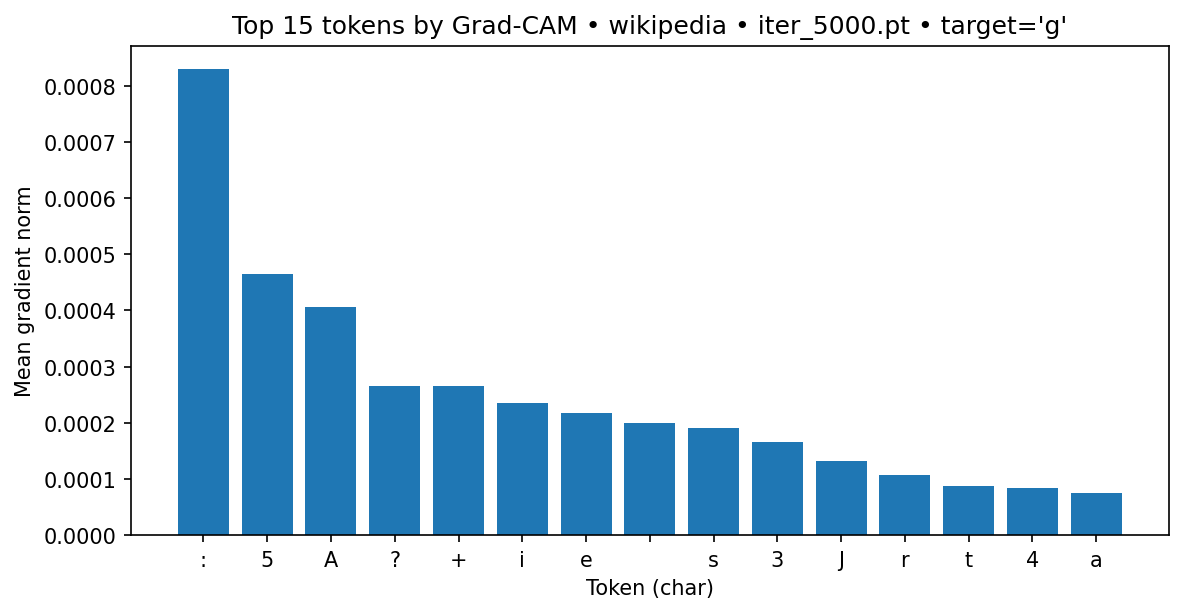 Top 15 tokens by Grad-CAM • wikipedia • iter_5000.pt • target='g'
Mean gradient norm
0.0008
0.0007
0.0006
0.0005
0.0004
0.0003
0.0002
0.0001
0.0000
: 5 A ? + i e s 3 J r t 4 a
Token (char)